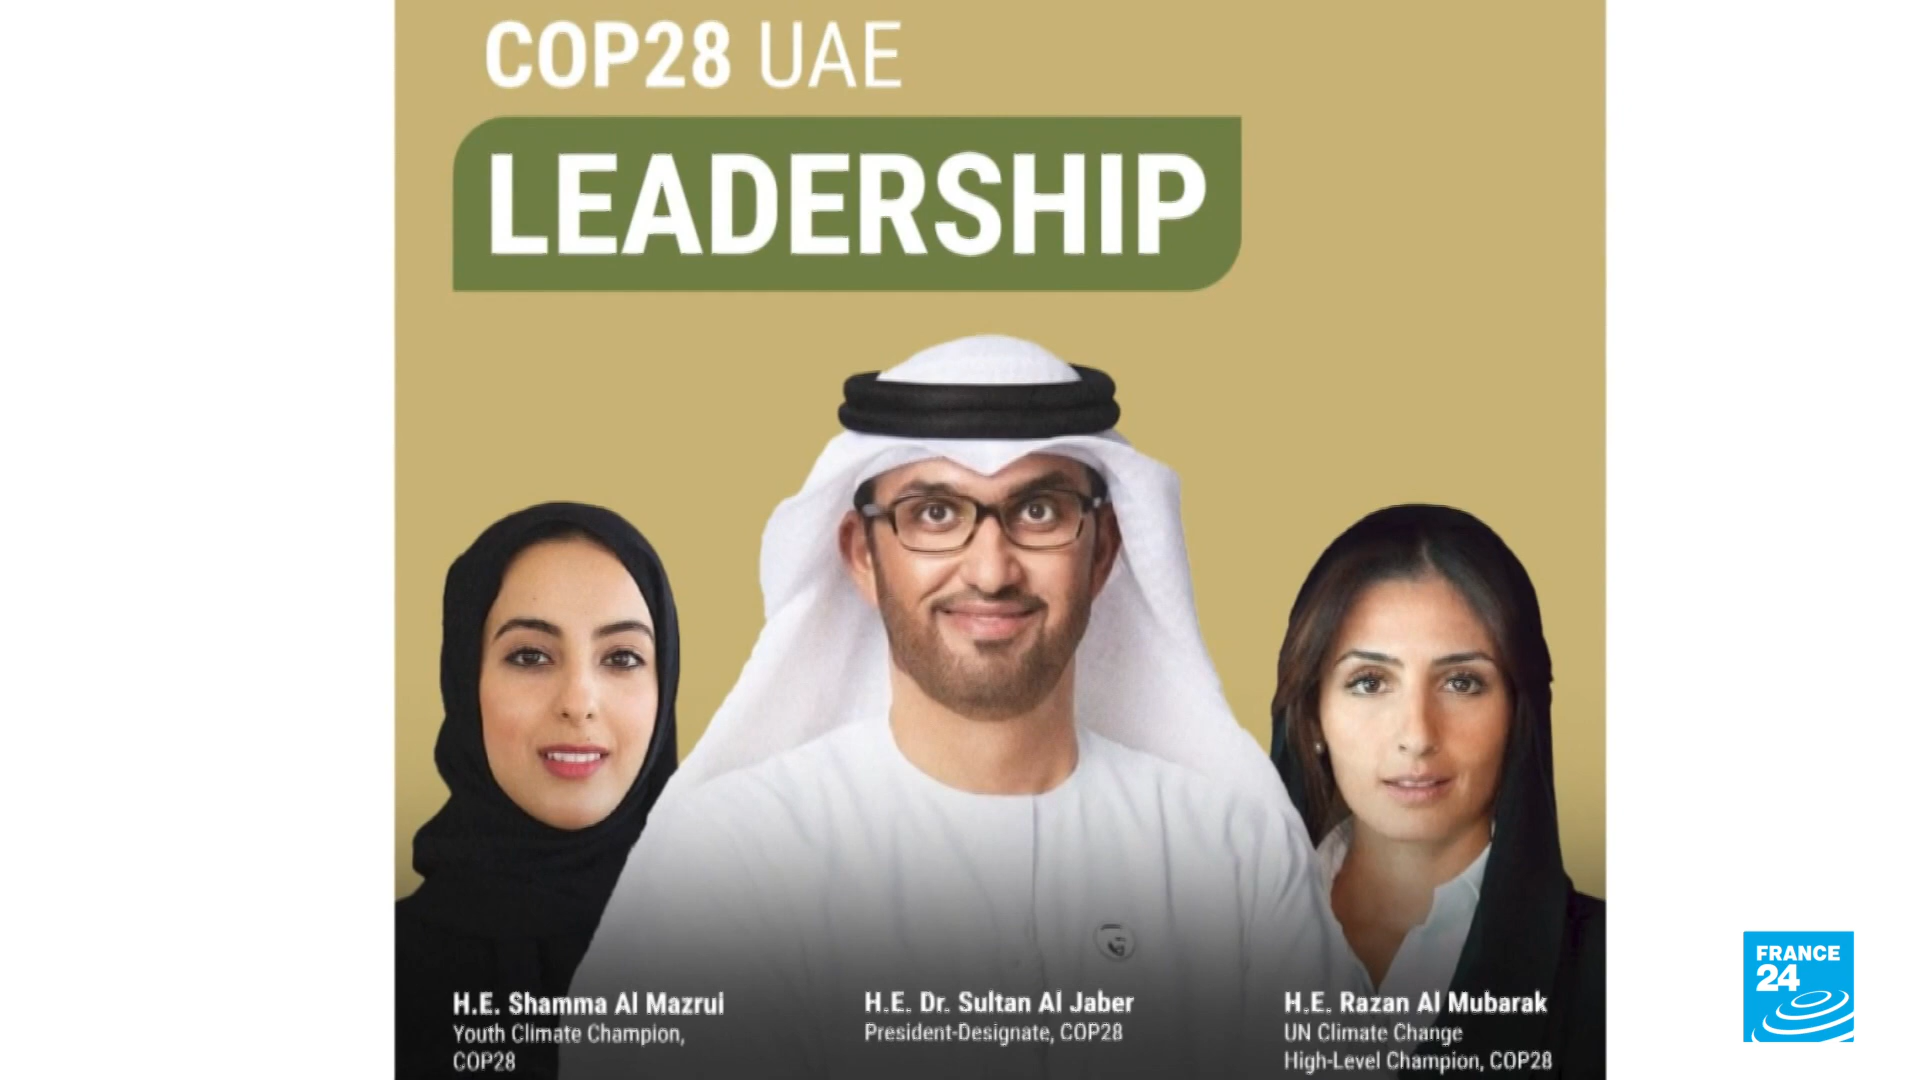 COP28 UAE
LEADERSHIP
H.E. Shamma Al Mazrui
Youth Climate Champion,
COP28
H.E. Dr. Sultan Al Jaber
President-Designate, COP28
H.E. Razan Al Mubarak
UN Climate Change
High-Level Champion, COP28
FRANCE
24